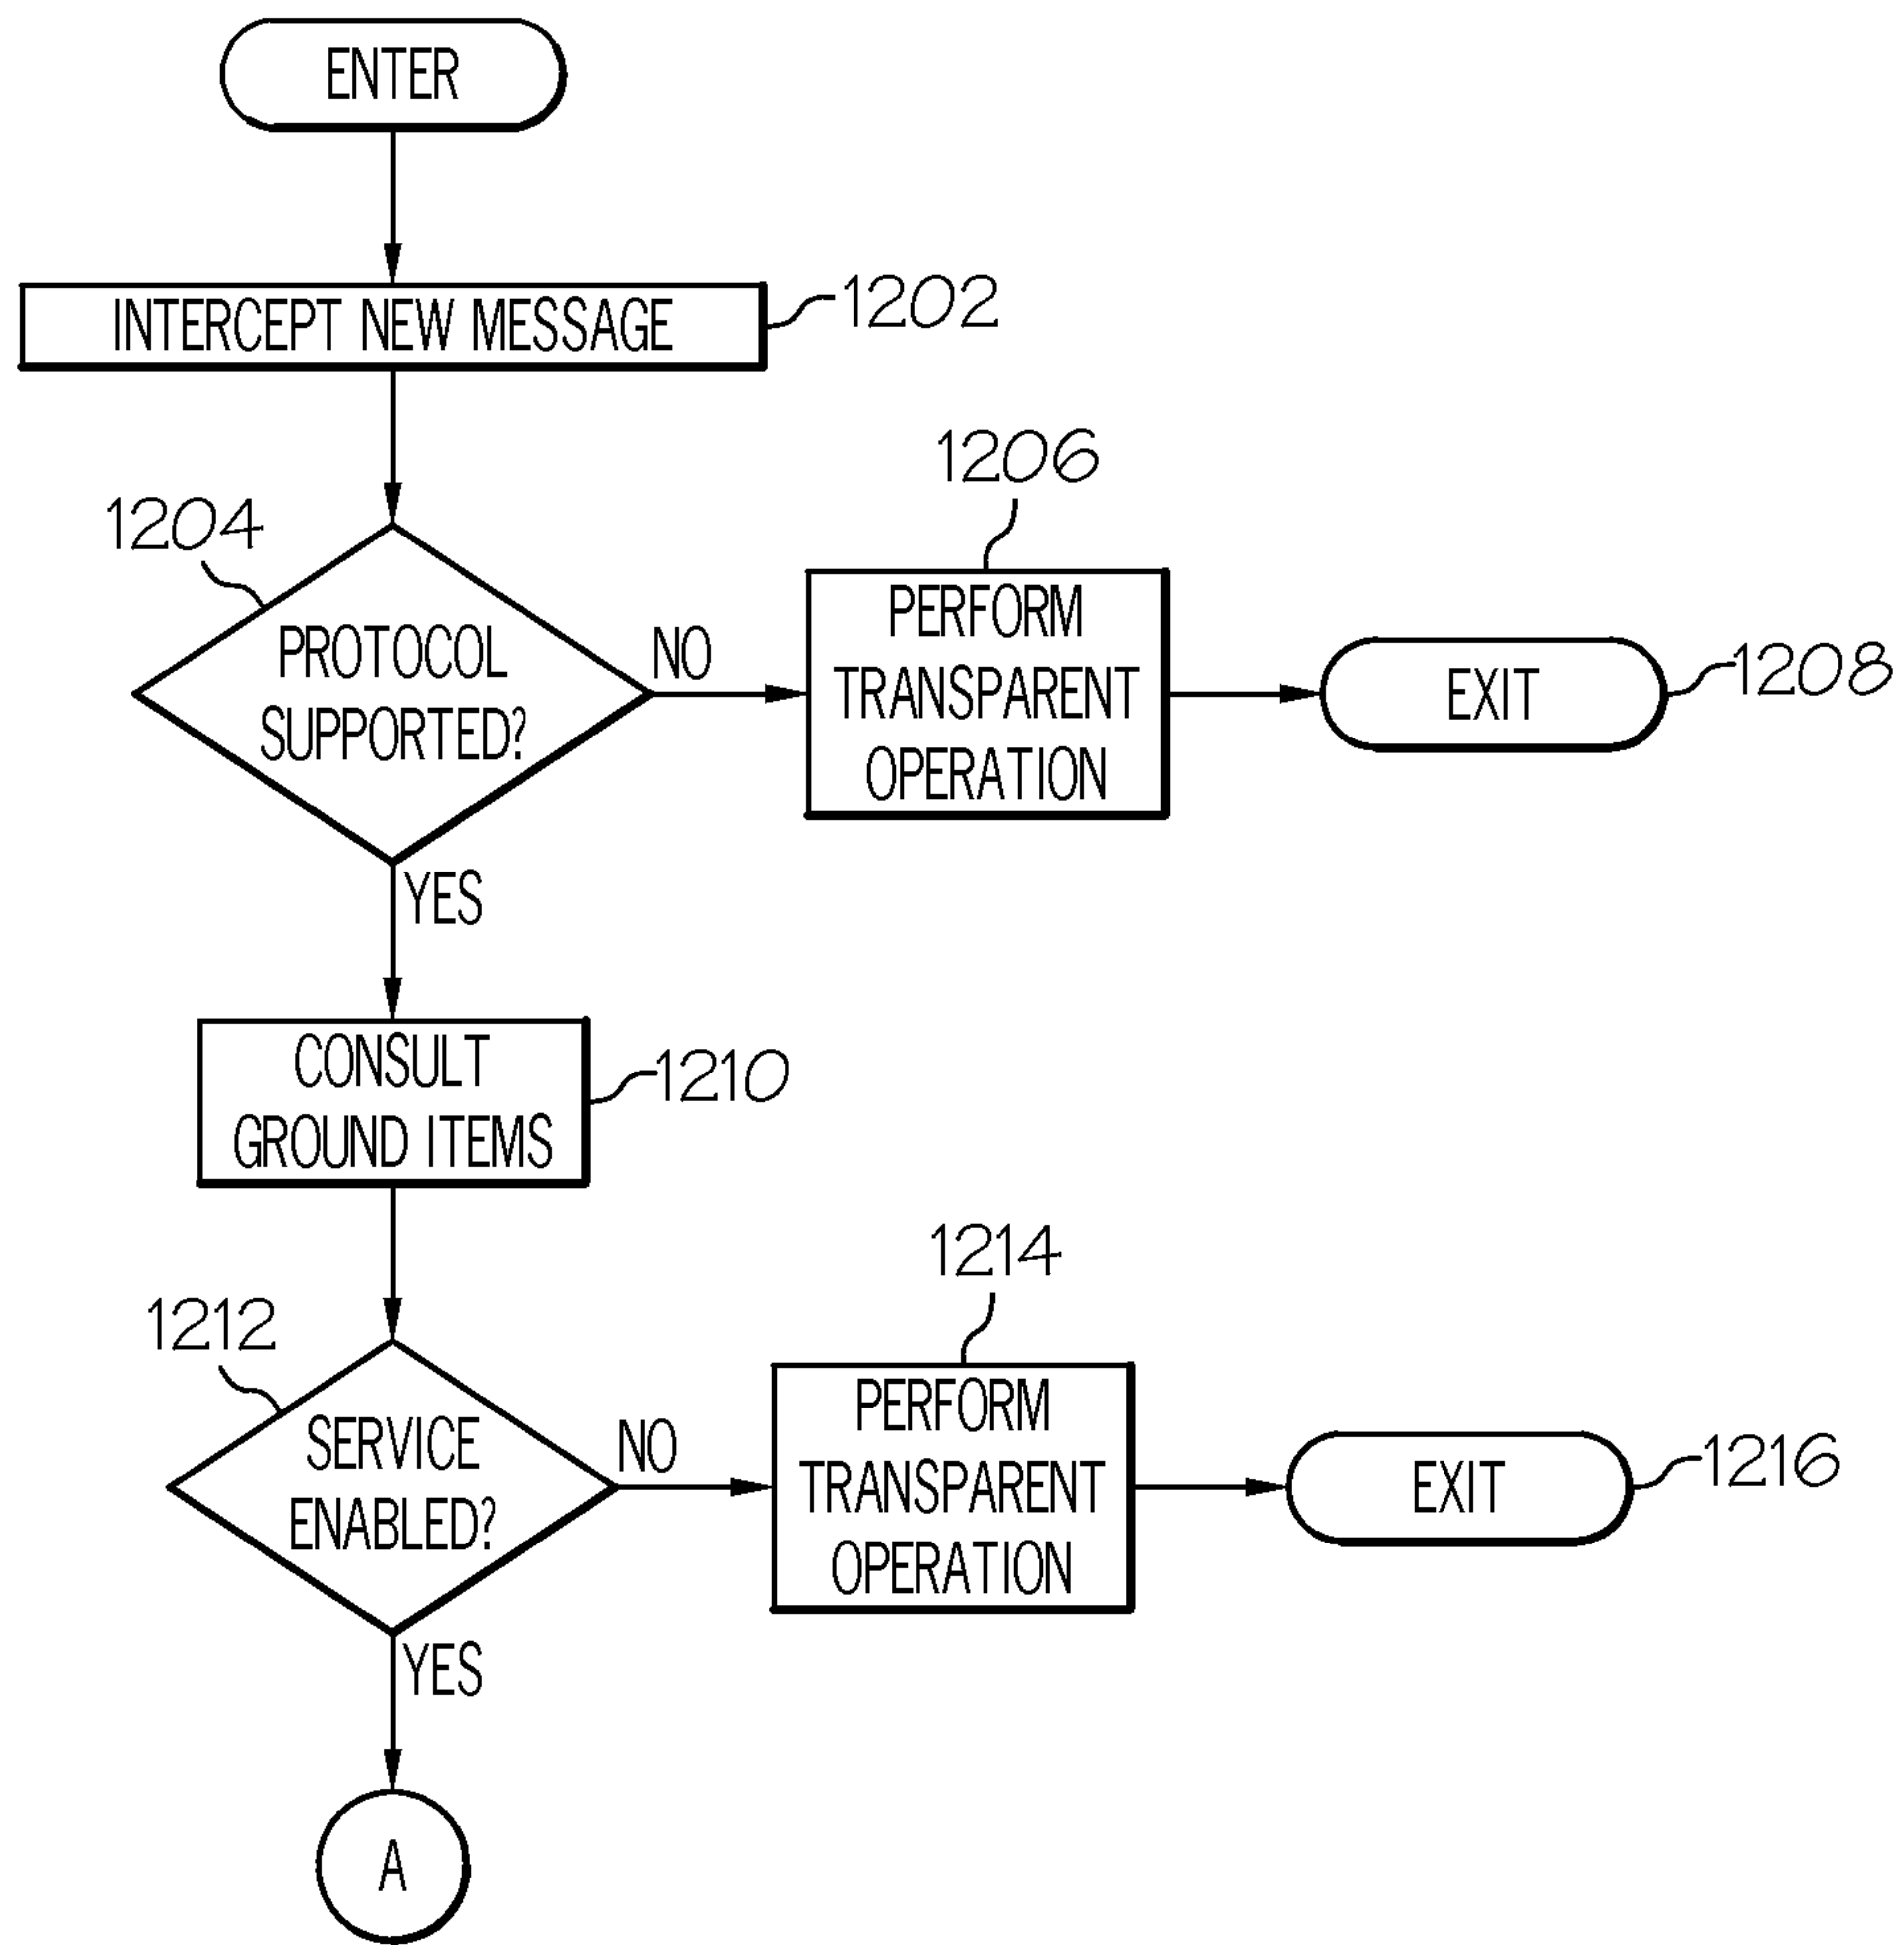 ENTER
INTERCEPT NEW MESSAGE
1202
1204
PROTOCOL
SUPPORTED?
NO
YES
1206
PERFORM
TRANSPARENT
OPERATION
EXIT
1208
CONSULT
GROUND ITEMS
1210
1212
SERVICE
ENABLED?
NO
YES
1214
PERFORM
TRANSPARENT
OPERATION
EXIT
1216
A